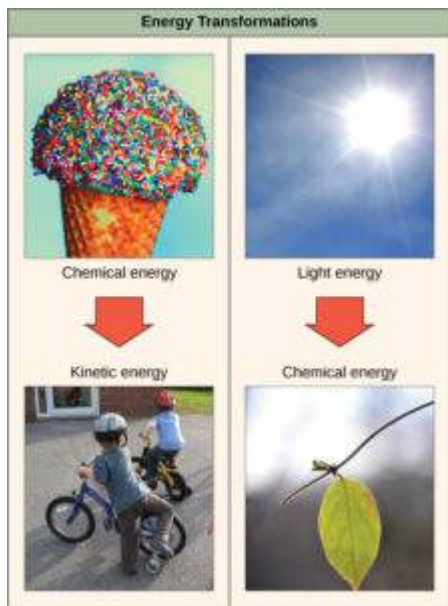 Energy Transformations
Chemical energy
Kinetic energy
Light energy
Chemical energy